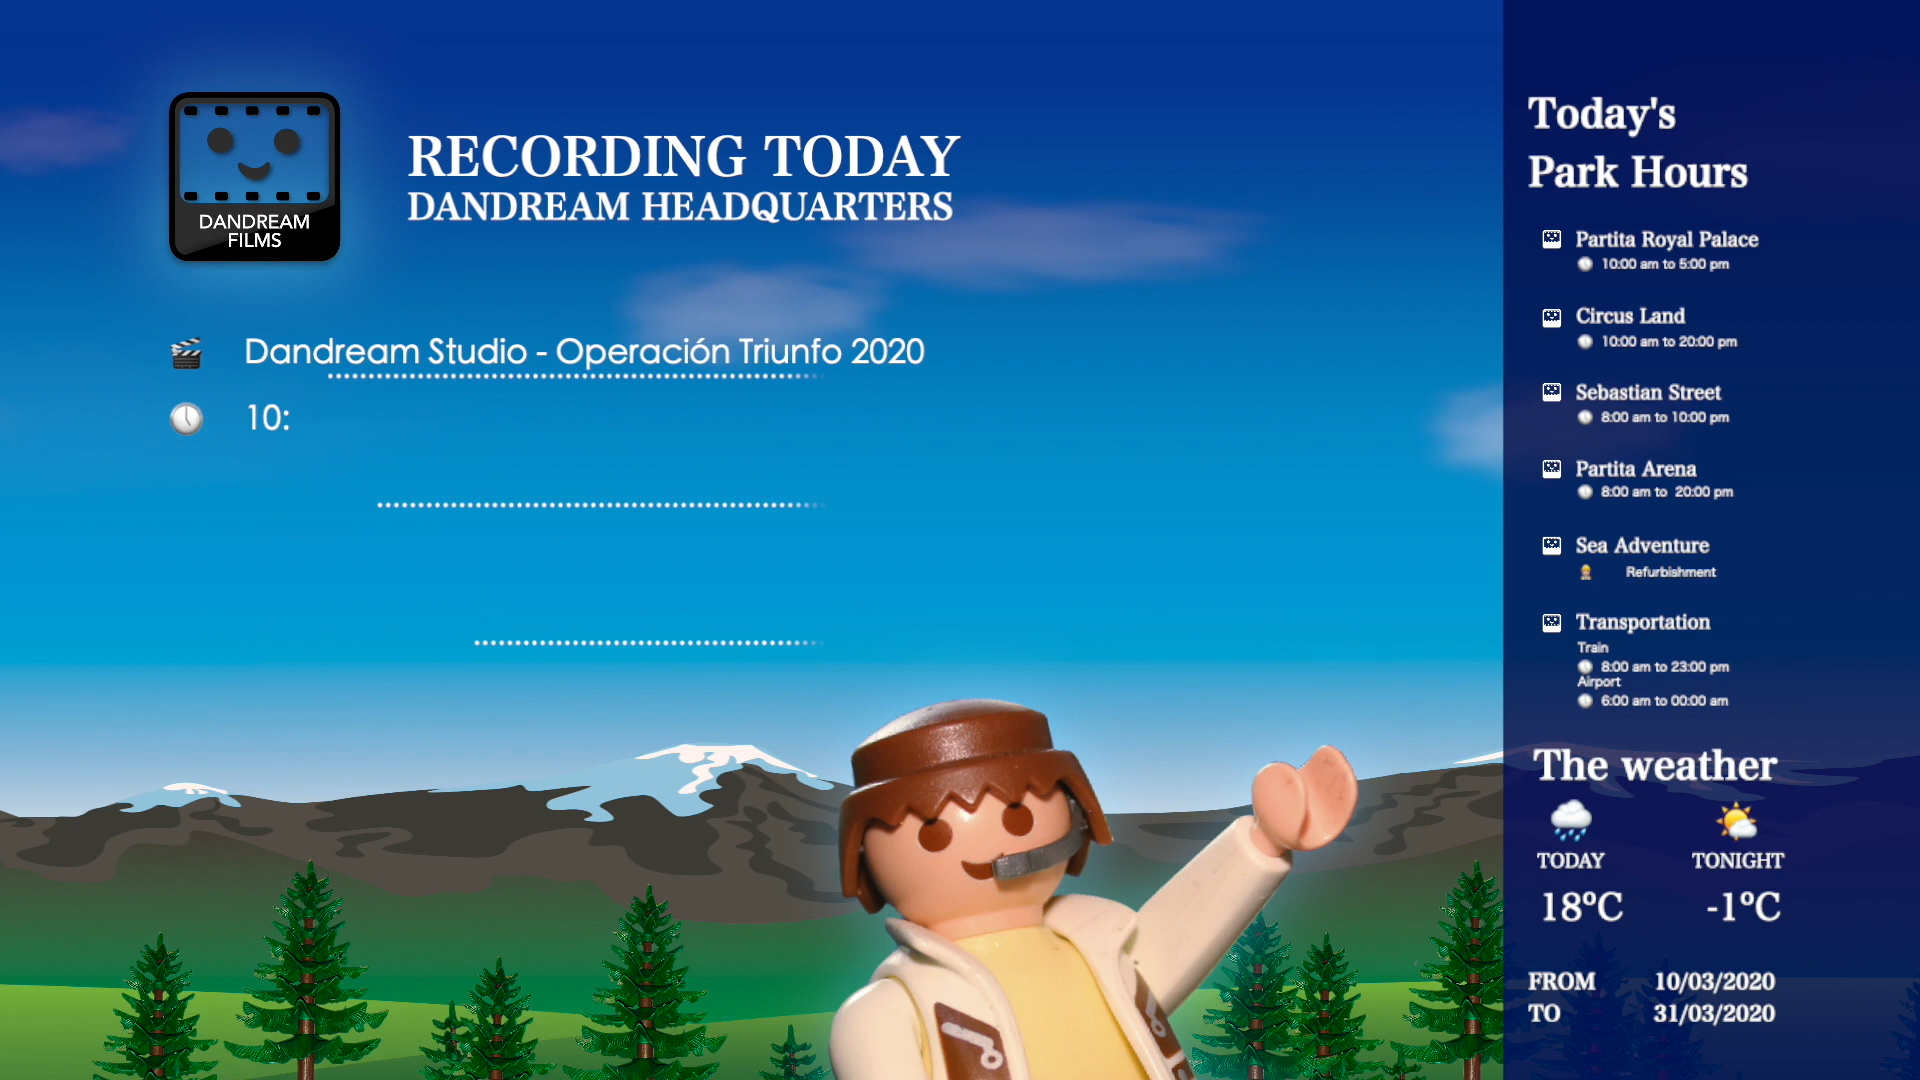 DANDREAM
FILMS
RECORDING TODAY
DANDREAM HEADQUARTERS
Dandream Studio - Operación Triunfo 2020
10:
Today's
Park Hours
Partita Royal Palace
10:00 am to 5:00 pm
Circus Land
10:00 am to 20:00 pm
Sebastian Street
8:00 am to 10:00 pm
Partita Arena
8:00 am to 20:00 pm
Sea Adventure
Refurbishment
Transportation
Train
8:00 am to 23:00 pm
Airport
6:00 am to 00:00 am
The weather
TODAY TONIGHT
18ºC -1ºC
FROM 10/03/2020
TO 31/03/2020